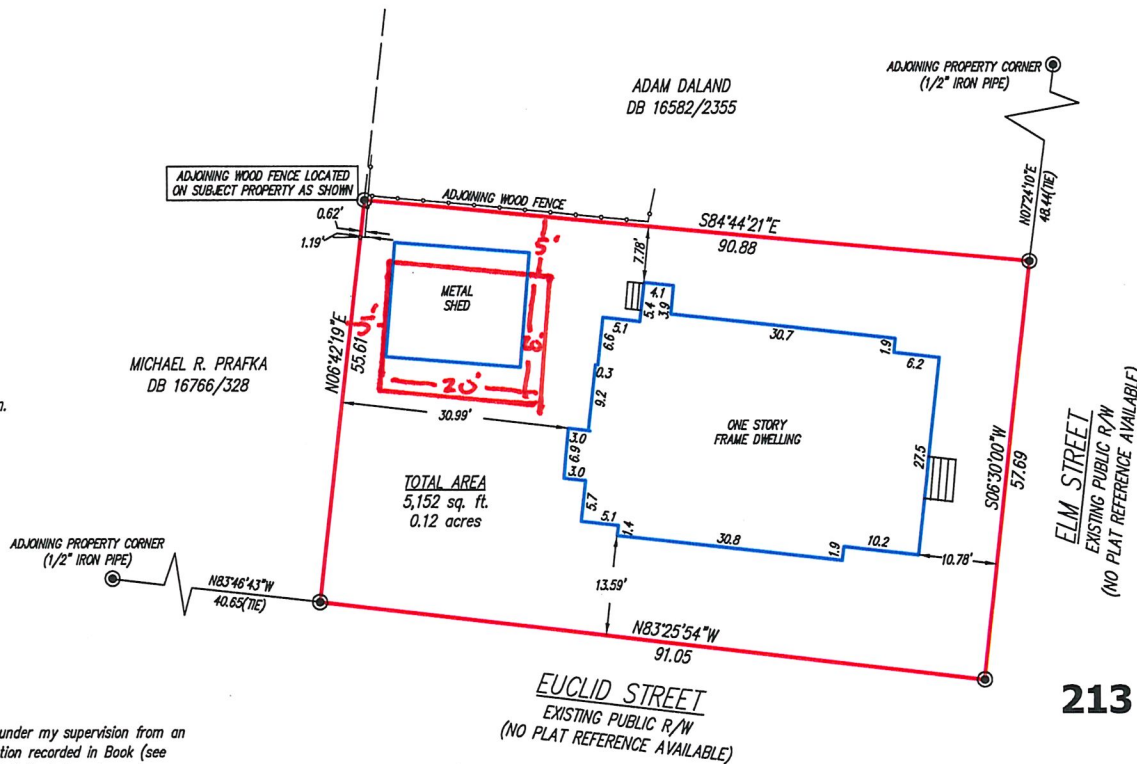 ADJOINING PROPERTY CORNER
(1/2" IRON PIPE)
ADAM DALAND
DB 16582/2355
N07°24'10"E
48.44(TIE)
ADJOINING WOOD FENCE LOCATED
ON SUBJECT PROPERTY AS SHOWN
ADJOINING WOOD FENCE
0.62'
1.19'
S84°44'21"E
90.88
5'
7.78'
METAL
SHED
4.1
5.4
3.9
5.1
6.6
30.7
1.9
6.2
N06°42'19"E
55.61
MICHAEL R. PRAFKA
DB 16766/328
20'
0.3
9.2
30.99'
n.
ONE STORY
FRAME DWELLING
27.5
3.0
6.9
3.0
5.7
5.1
1.4
30.8
1.9
10.2
10.78'
S06°30'00"W
57.69
ELM STREET
EXISTING PUBLIC R/W
(NO PLAT REFERENCE AVAILABLE)
TOTAL AREA
5,152 sq. ft.
0.12 acres
ADJOINING PROPERTY CORNER
(1/2" IRON PIPE)
N83°46'43"W
40.65(TIE)
13.59'
N83°25'54"W
91.05
EUCLID STREET
EXISTING PUBLIC R/W
(NO PLAT REFERENCE AVAILABLE)
213
under my supervision from an
tion recorded in Book (see